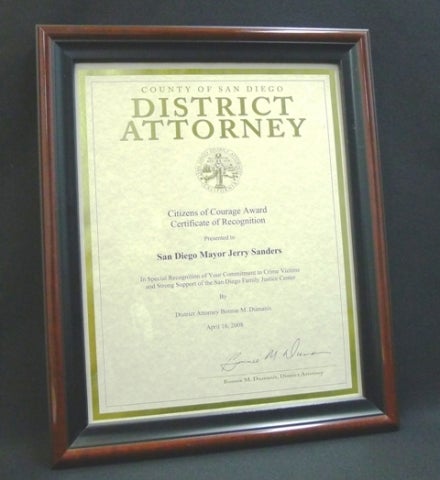 COUNTY OF SAN DIEGO
DISTRICT
ATTORNEY
Citizens of Courage Award
Certificate of Recognition
Presented to
San Diego Mayor Jerry Sanders
In Special Recognition of Your Commitment to Crime Victims
and Strong Support of the San Diego Family Justice Center
By
District Attorney Bonnie M. Dumanis
April 16, 2008
Bonnie M. Dumanis, District Attorney